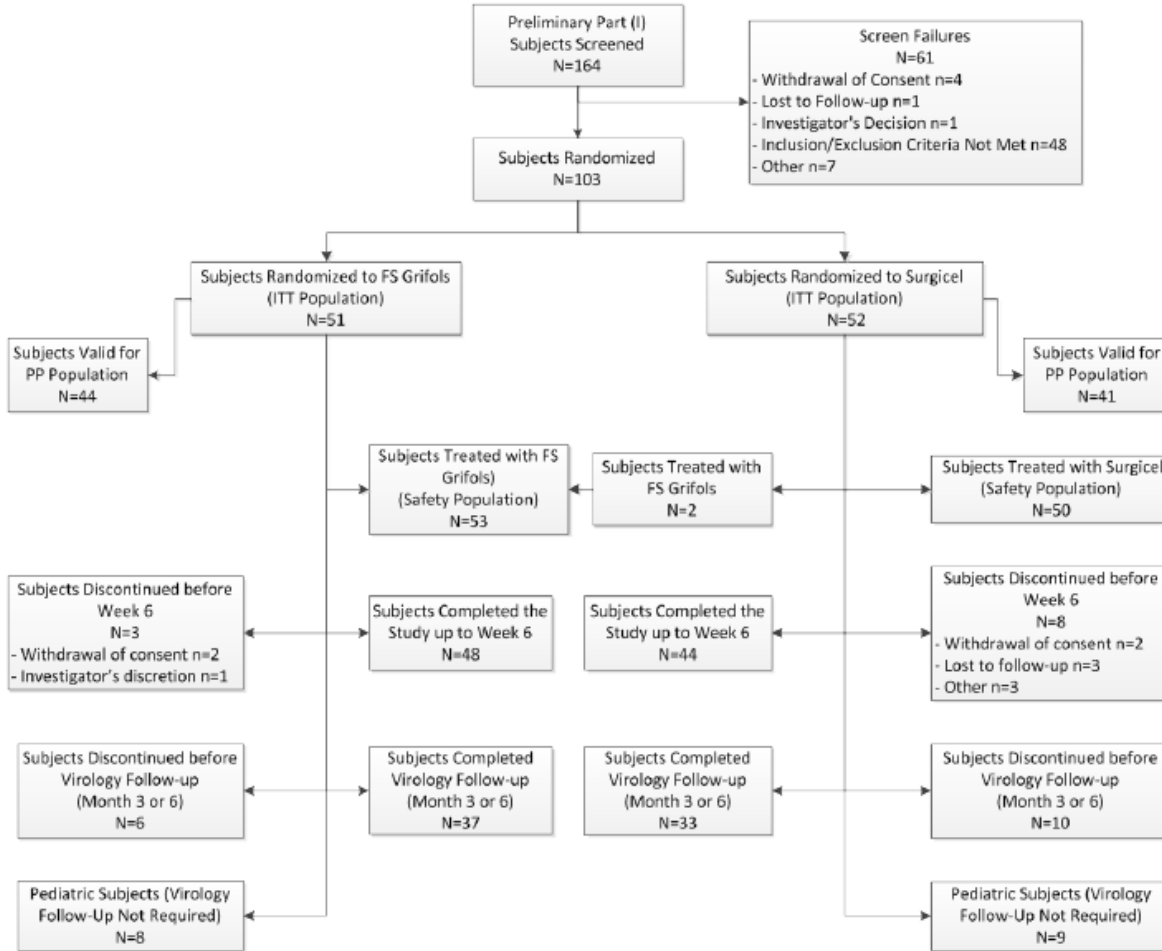 Preliminary Part (I)
Subjects Screened
N=164
Screen Failures
N=61
- Withdrawal of Consent n=4
- Lost to Follow-up n=1
- Investigator's Decision n=1
- Inclusion/Exclusion Criteria Not Met n=48
- Other n=7
Subjects Randomized
N=103
Subjects Randomized to FS Grifols
(ITT Population)
N=51
Subjects Randomized to Surgicel
(ITT Population)
N=52
Subjects Valid for
PP Population
N=44
Subjects Valid for
PP Population
N=41
Subjects Treated with FS
Grifols)
(Safety Population)
N=53
Subjects Treated with
FS Grifols
N=2
Subjects Treated with Surgicel
(Safety Population)
N=50
Subjects Discontinued before
Week 6
N=3
- Withdrawal of consent n=2
- Investigator's discretion n=1
Subjects Completed the
Study up to Week 6
N=48
Subjects Completed the
Study up to Week 6
N=44
Subjects Discontinued before
Week 6
N=8
- Withdrawal of consent n=2
- Lost to follow-up n=3
- Other n=3
Subjects Discontinued before
Virology Follow-up
(Month 3 or 6)
N=6
Subjects Completed
Virology Follow-up
(Month 3 or 6)
N=37
Subjects Completed
Virology Follow-up
(Month 3 or 6)
N=33
Subjects Discontinued before
Virology Follow-up
(Month 3 or 6)
N=10
Pediatric Subjects (Virology
Follow-Up Not Required)
N=8
Pediatric Subjects (Virology
Follow-Up Not Required)
N=9